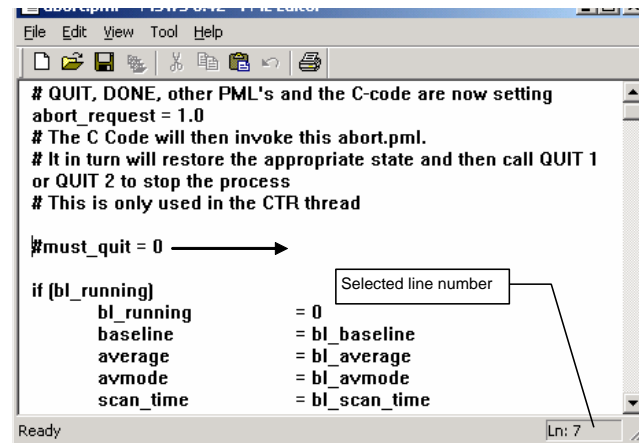 File Edit View Tool Help
# QUIT, DONE, other PML's and the C-code are now setting
abort_request = 1.0
# The C Code will then invoke this abort.pml.
# It in turn will restore the appropriate state and then call QUIT 1
or QUIT 2 to stop the process
# This is only used in the CTR thread
#must_quit = 0
Selected line number
if (bl_running)
bl_running = 0
baseline = bl_baseline
average = bl_average
avmode = bl_avmode
scan_time = bl_scan_time
Ready Ln: 7